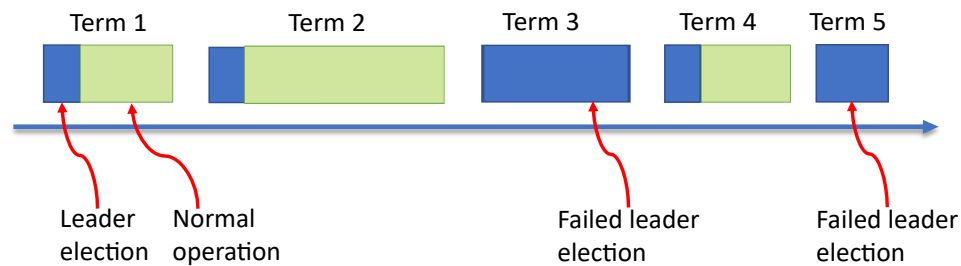 Term 1
Term 2
Term 3
Term 4
Term 5
Leader
election
Normal
operation
Failed leader
election
Failed leader
election